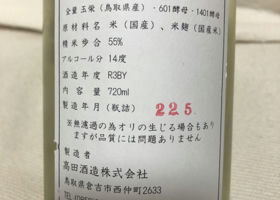 全量 玉栄(鳥取県産)・601酵母・1401酵母
原材料名 米(国産)、米麹(国産米)
精米歩合 55%
アルコール分 14度
酒造年度 R3BY
内容量 720ml
製造年月(瓶詰) 22 5.
※無濾過の為オリの生じる場合もあり
ますが品質には問題ありません
製造者
高田酒造株式会社
鳥取県倉吉市西仲町2633